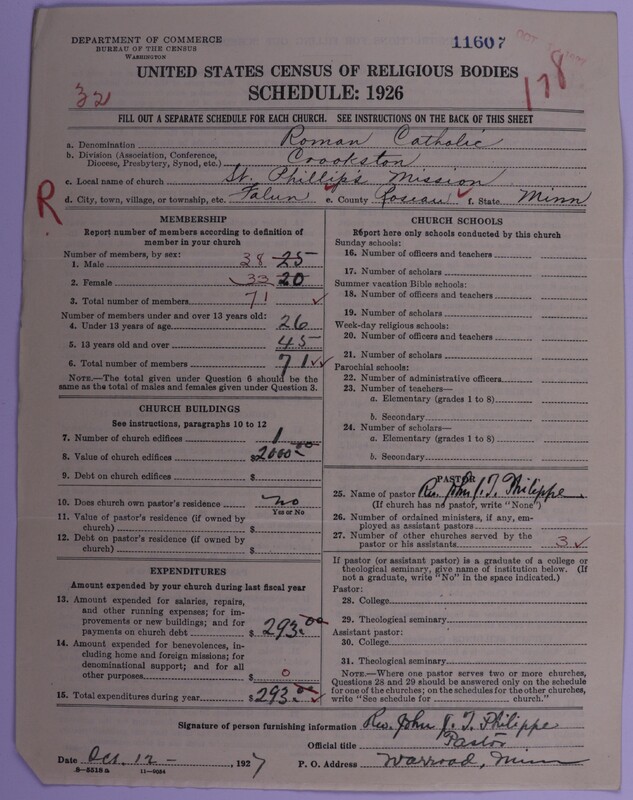 DEPARTMENT OF COMMERCE
BUREAU OF THE CENSUS
WASHINGTON
11607
UNITED STATES CENSUS OF RELIGIOUS BODIES
SCHEDULE: 1926
32
178
FILL OUT A SEPARATE SCHEDULE FOR EACH CHURCH. SEE INSTRUCTIONS ON THE BACK OF THIS SHEET
a. Denomination Roman Catholic
b. Division (Association, Conference, Diocese, Presbytery, Synod, etc.) Crookston
c. Local name of church St. Phillip's Mission
R
d. City, town, village, or township, etc. Falun e. County Roseau f. State Minn
MEMBERSHIP
Report number of members according to definition of
member in your church
Number of members, by sex:
1. Male 38 25
2. Female 33 20
3. Total number of members 71
Number of members under and over 13 years old:
4. Under 13 years of age 26
5. 13 years old and over 45
6. Total number of members 71
NOTE.—The total given under Question 6 should be
same as the total of males and females given under Question 3.
CHURCH BUILDINGS
See instructions, paragraphs 10 to 12
7. Number of church edifices 1
8. Value of church edifices $2000.00
9. Debt on church edifices $
10. Does church own pastor's residence No
Yes or No
11. Value of pastor's residence (if owned by
church) $
12. Debt on pastor's residence (if owned by
church) $
EXPENDITURES
Amount expended by your church during last fiscal year
13. Amount expended for salaries, repairs,
and other running expenses; for im-
provements or new buildings; and for
payments on church debt $293.00
14. Amount expended for benevolences, in-
cluding home and foreign missions; for
denominational support; and for all
other purposes $ 0
15. Total expenditures during year $293.00
CHURCH SCHOOLS
Report here only schools conducted by this church
Sunday schools:
16. Number of officers and teachers
17. Number of scholars
Summer vacation Bible schools:
18. Number of officers and teachers
19. Number of scholars
Week-day religious schools:
20. Number of officers and teachers
21. Number of scholars
Parochial schools:
22. Number of administrative officers
23. Number of teachers—
a. Elementary (grades 1 to 8)
b. Secondary
24. Number of scholars—
a. Elementary (grades 1 to 8)
b. Secondary
PASTOR
25. Name of pastor Rev. John J. T. Philippe
(If church has no pastor, write "None")
26. Number of ordained ministers, if any, em-
ployed as assistant pastors
27. Number of other churches served by the
pastor or his assistants 3
If pastor (or assistant pastor) is a graduate of a college or
theological seminary, give name of institution below. (If
not a graduate, write "No" in the space indicated.)
Pastor:
28. College
29. Theological seminary
Assistant pastor:
30. College
31. Theological seminary
NOTE.—Where one pastor serves two or more churches,
Questions 28 and 29 should be answered only on the schedule
for one of the churches; on the schedules for the other churches,
write "See schedule for church."
Signature of person furnishing information Rev. John J. T. Philippe
Official title Pastor
Date Oct. 12 - , 1927 P. O. Address Warroad, Minn
8—5518 a 11—9084